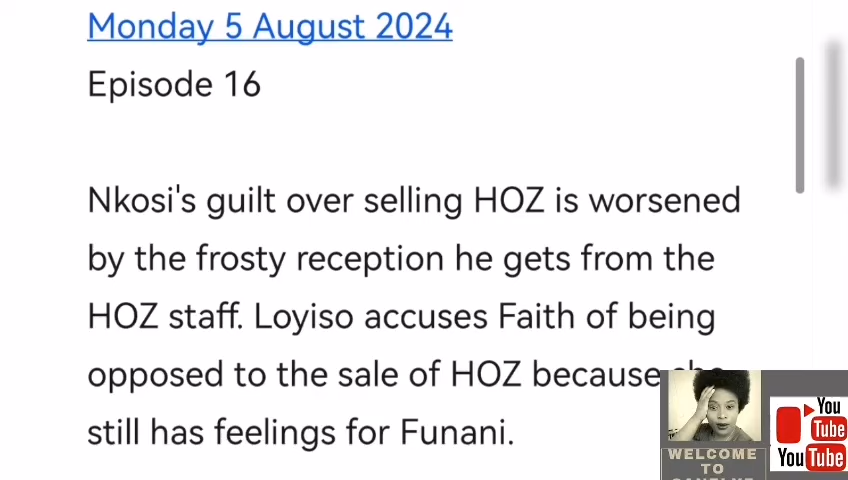 Monday 5 August 2024
Episode 16
Nkosi's guilt over selling HOZ is worsened
by the frosty reception he gets from the
HOZ staff. Loyiso accuses Faith of being
opposed to the sale of HOZ because
still has feelings for Funani.
You
Tube
YouTube
WELCOME
TO